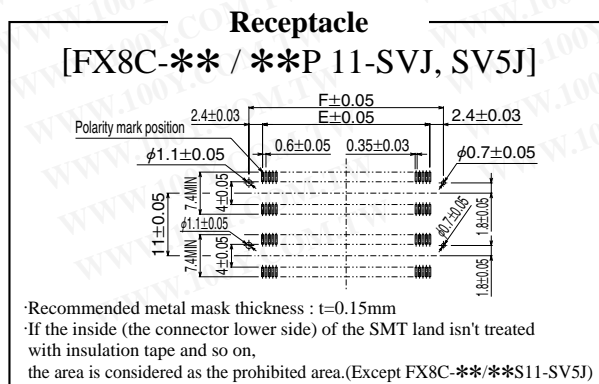 Receptacle
[FX8C-** / **P 11-SVJ, SV5J]
F±0.05
2.4±0.03 E±0.05 2.4±0.03
Polarity mark position
0.6±0.05 0.35±0.03
φ1.1±0.05 φ0.7±0.05
7.4MIN
4±0.05
11±0.05
φ1.1±0.05
φ0.7±0.05
1.8±0.05
7.4MIN
4±0.05
1.8±0.05
·Recommended metal mask thickness : t=0.15mm
·If the inside (the connector lower side) of the SMT land isn't treated
with insulation tape and so on,
the area is considered as the prohibited area.(Except FX8C-**/**S11-SV5J)